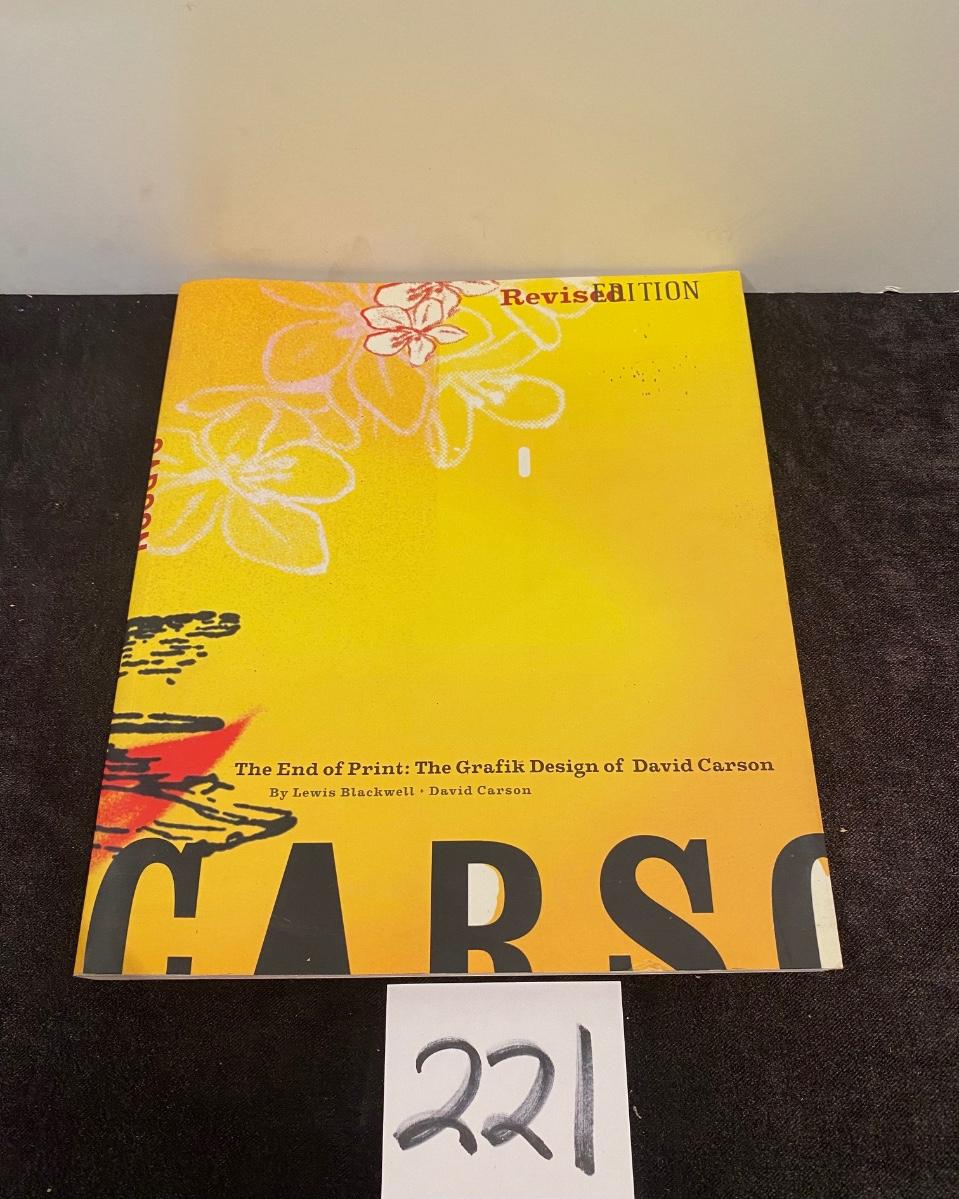 Revised EDITION
CARSON
The End of Print: The Grafik Design of David Carson
By Lewis Blackwell • David Carson
CARSO
221